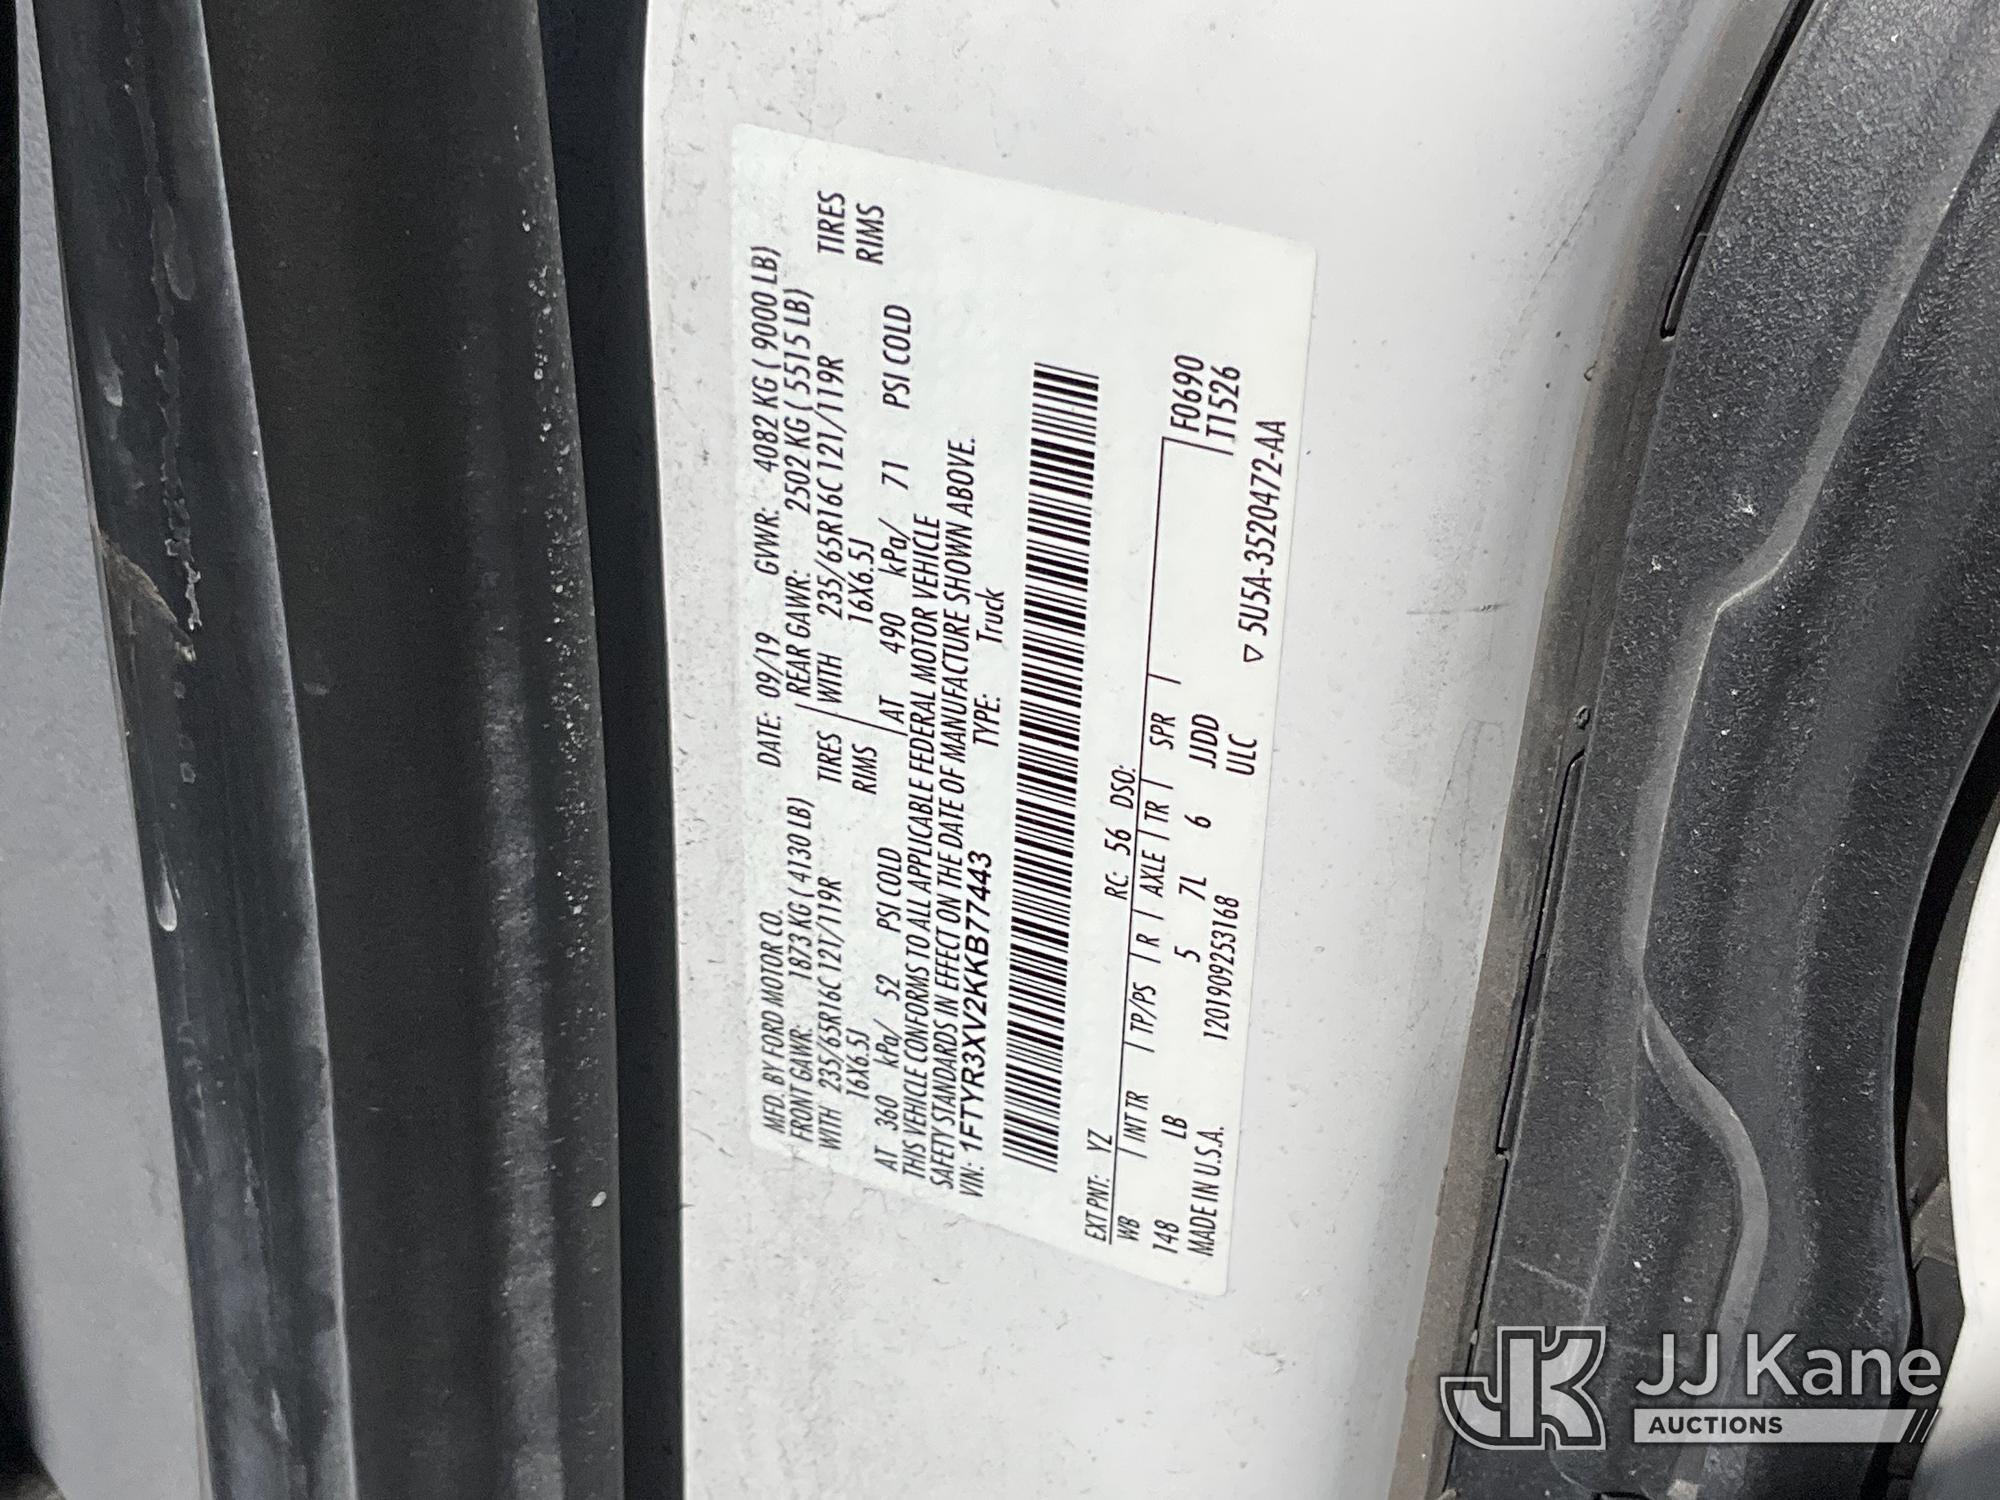 MFD. BY FORD MOTOR CO. DATE: 09/19 GVWR: 4082 KG ( 9000 LB)
FRONT GAWR: 1873 KG ( 4130 LB) REAR GAWR: 2502 KG ( 5515 LB)
WITH 235/65R16C 121/119R TIRES WITH 235/65R16C 121/119R TIRES
16X6.5J RIMS 16X6.5J RIMS
AT 360 kPa/ 52 PSI COLD AT 490 kPa/ 71 PSI COLD
THIS VEHICLE CONFORMS TO ALL APPLICABLE FEDERAL MOTOR VEHICLE
SAFETY STANDARDS IN EFFECT ON THE DATE OF MANUFACTURE SHOWN ABOVE.
VIN: 1FTYR3XV2KKB77443 TYPE: Truck
EXT PNT: YZ RC: 56 DSO:
WB INT TR TP/PS R AXLE TR SPR F0690
148 LB 5 7L 6 JJDD T1526
MADE IN U.S.A. 12019092531​68 ULC ▽ 5U5A-3520472-AA
JK JJ Kane
AUCTIONS